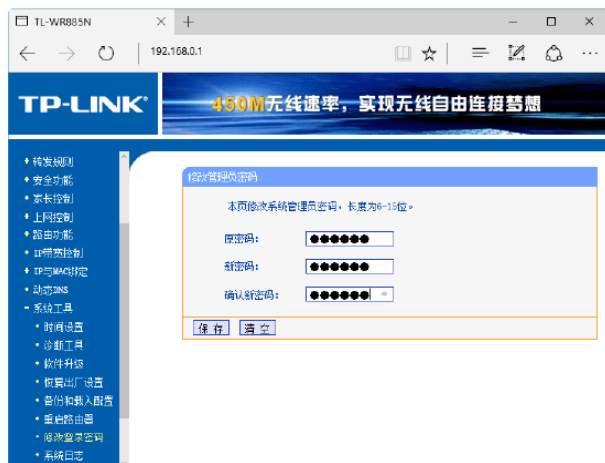 TL-WR885N
192.168.0.1
TP-LINK
450M无线速率，实现无线自由连接梦想
转发规则
安全功能
家长控制
上网控制
路由功能
IP带宽控制
IP与MAC绑定
动态DNS
系统工具
时间设置
诊断工具
软件升级
恢复出厂设置
备份和载入配置
重启路由器
修改登录密码
系统日志
修改管理员密码
本页修改系统管理员密码，长度为6-15位。
原密码：
新密码：
确认新密码：
保 存
清 空